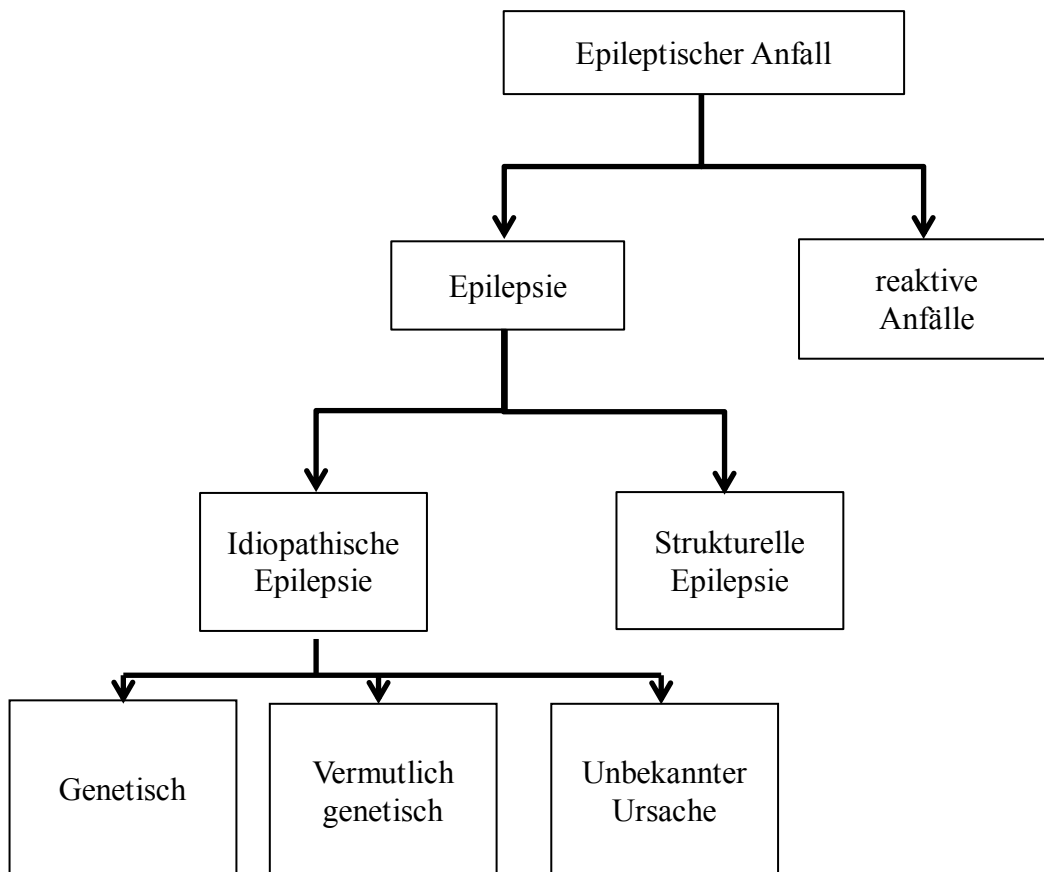 Epileptischer Anfall
Epilepsie
reaktive
Anfälle
Idiopathische
Epilepsie
Strukturelle
Epilepsie
Genetisch
Vermutlich
genetisch
Unbekannter
Ursache